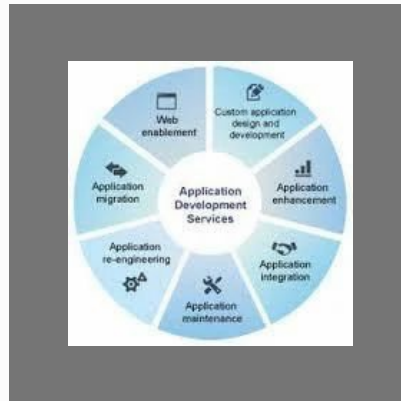 Application
Development
Services
Custom application
design and
development
Application
enhancement
Application
integration
Application
maintenance
Application
re-engineering
Application
migration
Web
enablement